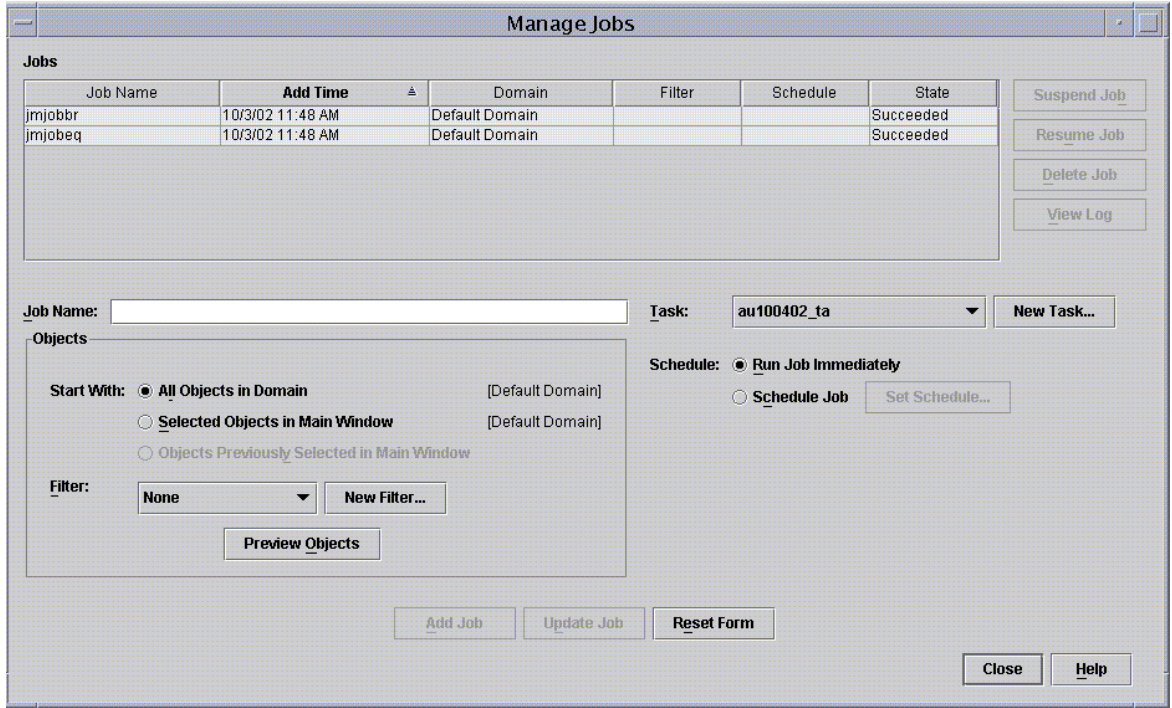 Manage Jobs
Jobs
Job Name Add Time Domain Filter Schedule State
jmjobbr 10/3/02 11:48 AM Default Domain Succeeded
jmjobeq 10/3/02 11:48 AM Default Domain Succeeded
Suspend Job
Resume Job
Delete Job
View Log
Job Name:
Task: au100402_ta New Task...
Objects
Start With: All Objects in Domain [Default Domain]
Selected Objects in Main Window [Default Domain]
Objects Previously Selected in Main Window
Filter: None New Filter...
Preview Objects
Schedule: Run Job Immediately
Schedule Job Set Schedule...
Add Job Update Job Reset Form
Close Help